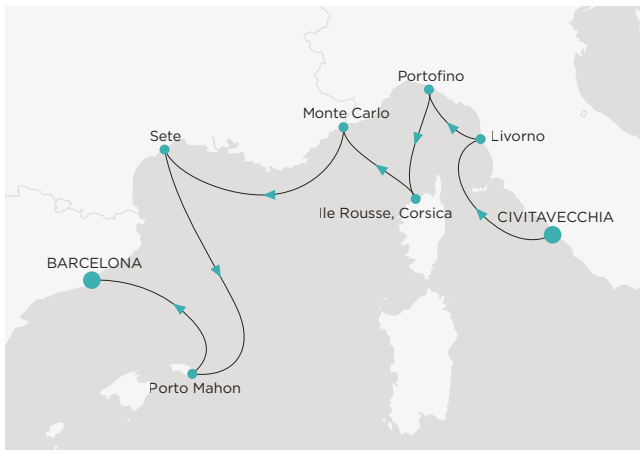 Portofino
Monte Carlo
Sete
Livorno
Ile Rousse, Corsica
CIVITAVECCHIA
BARCELONA
Porto Mahon